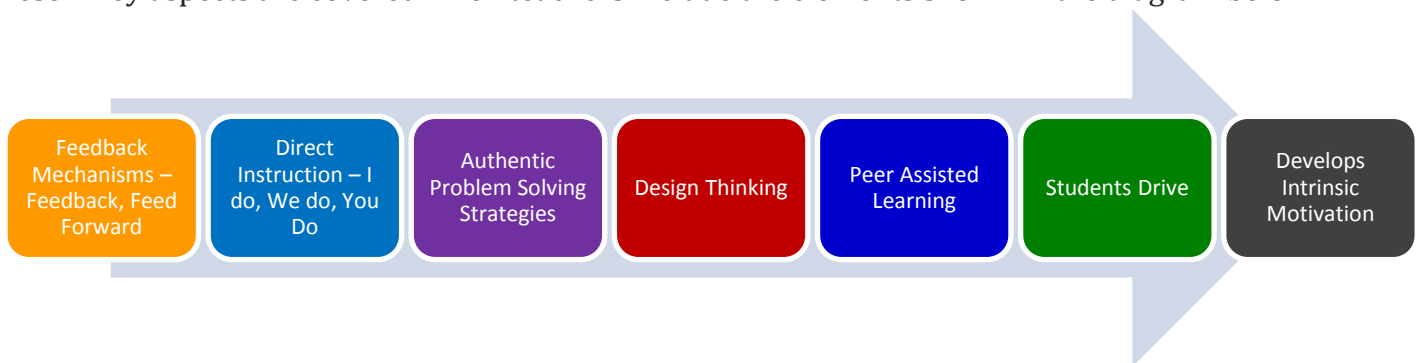 Feedback
Mechanisms –
Feedback, Feed
Forward
Direct
Instruction – I
do, We do, You
Do
Authentic
Problem Solving
Strategies
Design Thinking
Peer Assisted
Learning
Students Drive
Develops
Intrinsic
Motivation